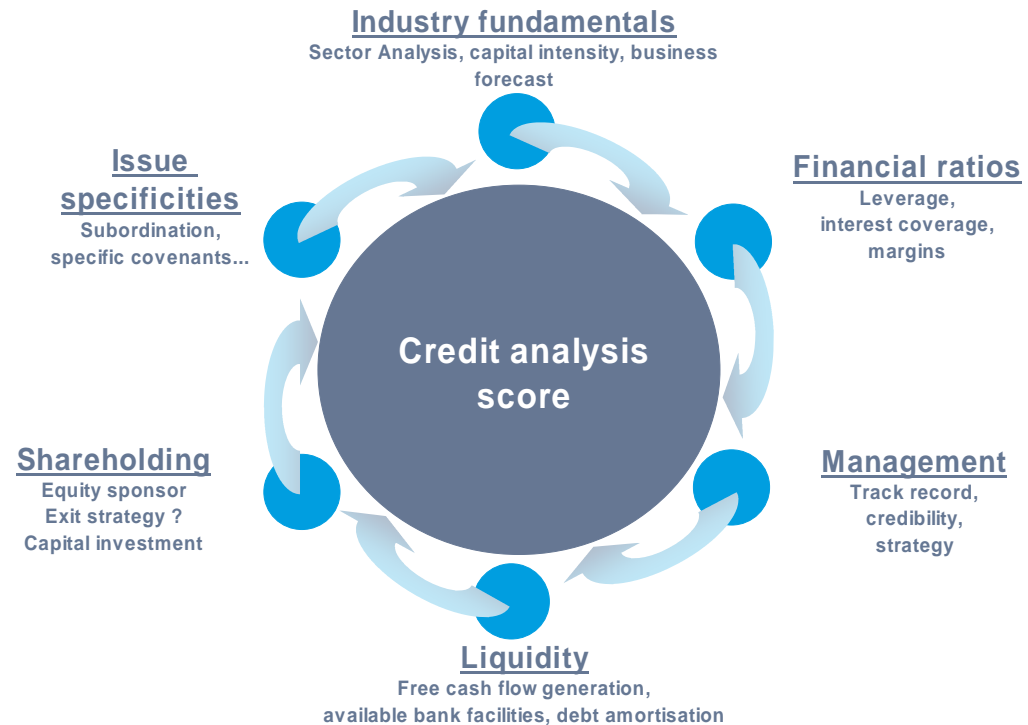 Industry fundamentals
Sector Analysis, capital intensity, business
forecast
Issue
specificities
Subordination,
specific covenants...
Financial ratios
Leverage,
interest coverage,
margins
Credit analysis
score
Shareholding
Equity sponsor
Exit strategy ?
Capital investment
Management
Track record,
credibility,
strategy
Liquidity
Free cash flow generation,
available bank facilities, debt amortisation